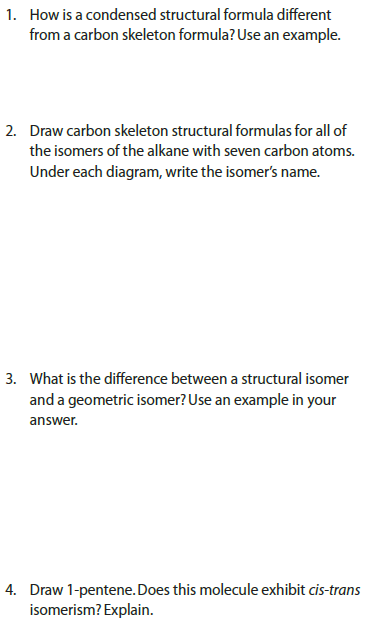 1. How is a condensed structural formula different
from a carbon skeleton formula? Use an example.
2. Draw carbon skeleton structural formulas for all of
the isomers of the alkane with seven carbon atoms.
Under each diagram, write the isomer's name.
3. What is the difference between a structural isomer
and a geometric isomer? Use an example in your
answer.
4. Draw 1-pentene. Does this molecule exhibit cis-trans
isomerism? Explain.